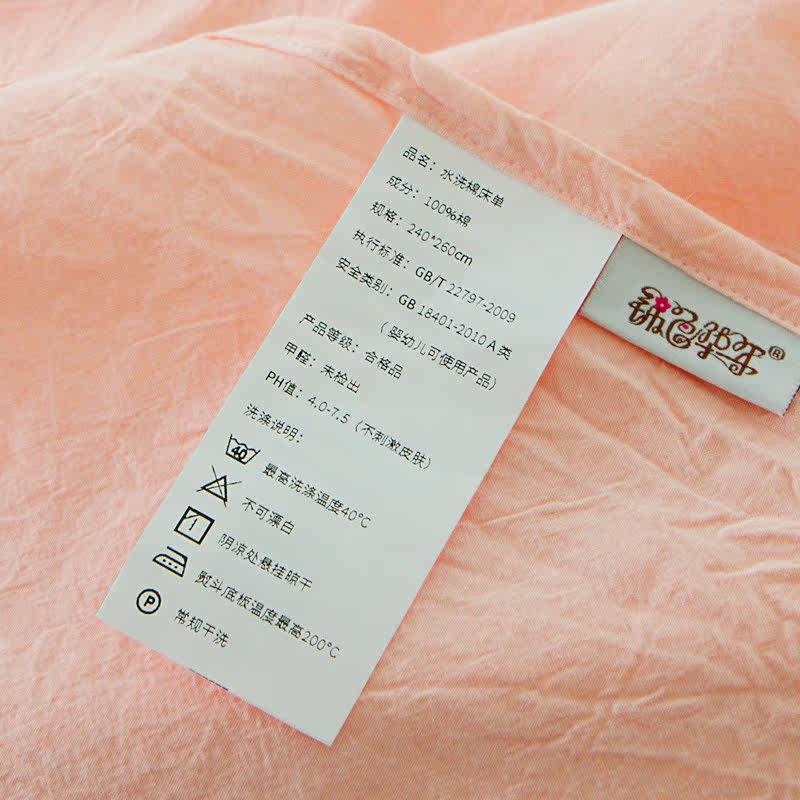 品名：水洗棉床单
成分：100%棉
规格：240*260cm
执行标准：GB/T 22797-2009
安全类别：GB 18401-2010 A 类
（婴幼儿可使用产品）
产品等级：合格品
甲醛：未检出
PH值：4.0-7.5（不刺激皮肤）
洗涤说明：
40 最高洗涤温度40℃
不可漂白
阴凉处悬挂晾干
熨斗底板温度最高200℃
P 常规干洗
®